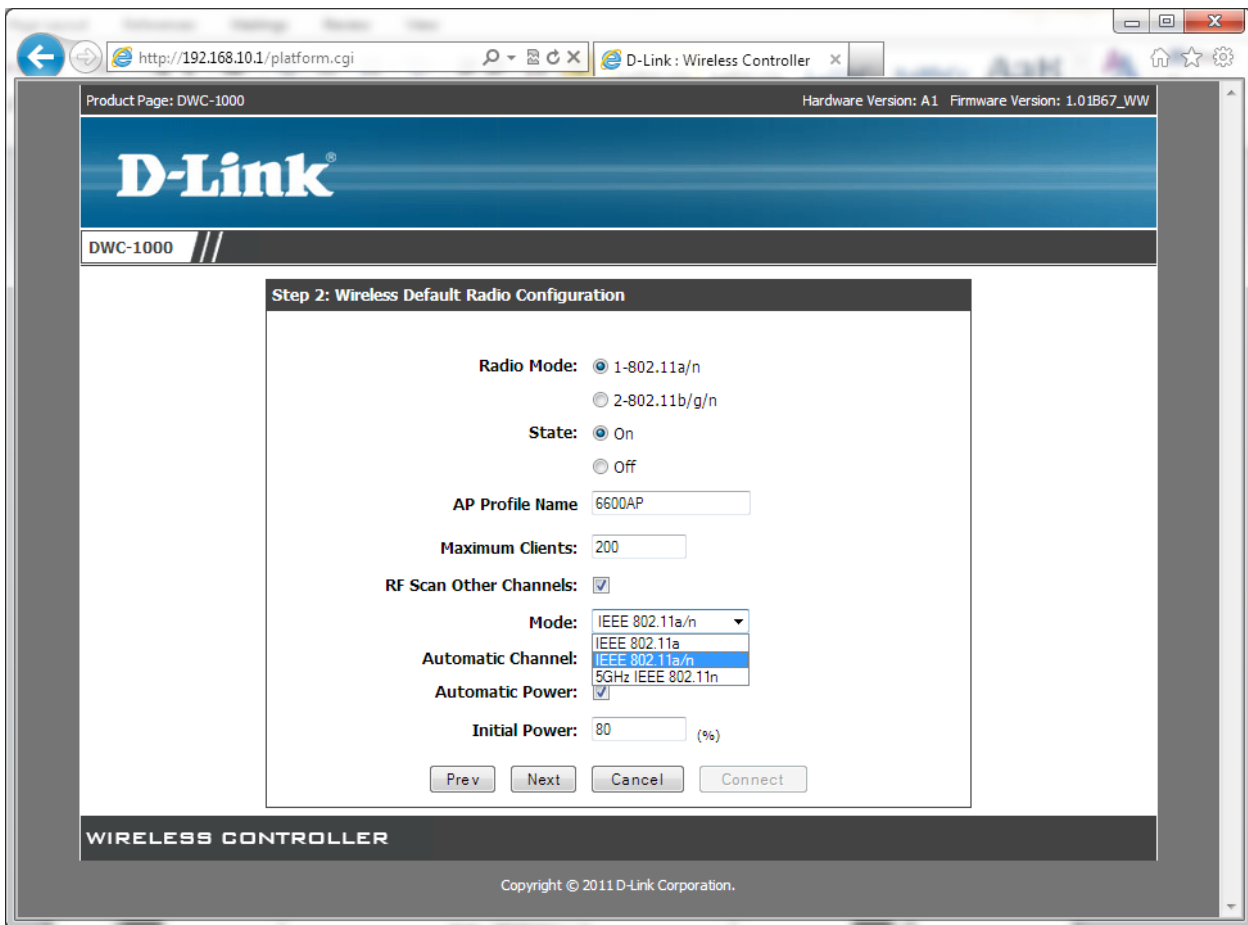 http://192.168.10.1/platform.cgi
D-Link : Wireless Controller
Product Page: DWC-1000
Hardware Version: A1 Firmware Version: 1.01B67_WW
D-Link®
DWC-1000
Step 2: Wireless Default Radio Configuration
Radio Mode: 1-802.11a/n
2-802.11b/g/n
State: On
Off
AP Profile Name 6600AP
Maximum Clients: 200
RF Scan Other Channels:
Mode: IEEE 802.11a/n
IEEE 802.11a
Automatic Channel: IEEE 802.11a/n
5GHz IEEE 802.11n
Automatic Power:
Initial Power: 80 (%)
Prev Next Cancel Connect
WIRELESS CONTROLLER
Copyright © 2011 D-Link Corporation.